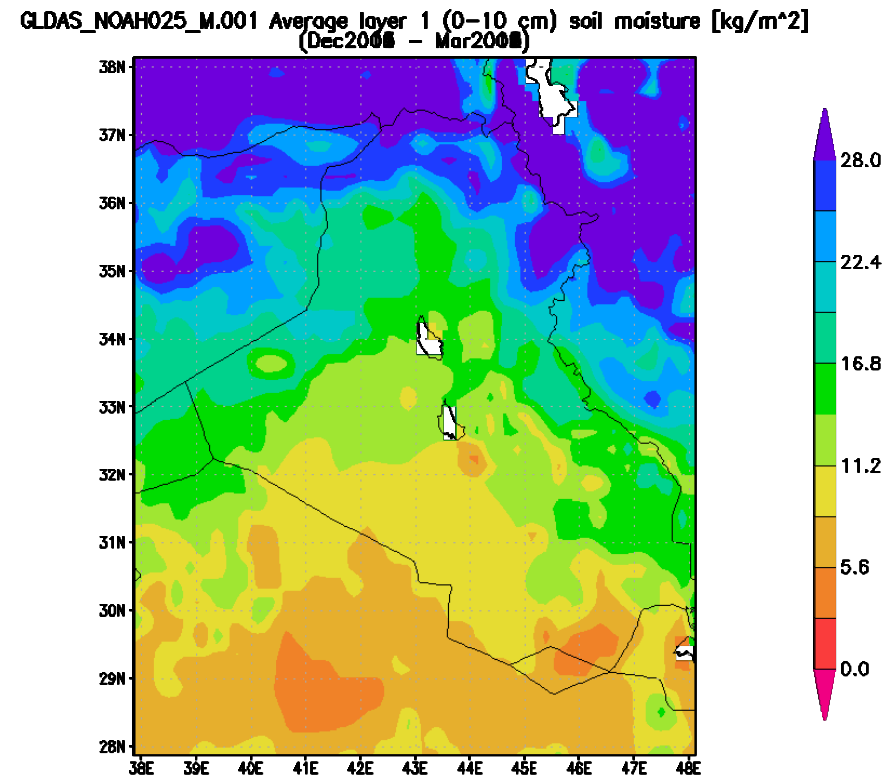 GLDAS_NOAH025_M.001 Average layer 1 (0-10 cm) soil moisture [kg/m^2]
-
38N
37N
36N
35N
34N
33N
32N
31N
30N
29N
28N
38E 39E 40E 41E 42E 43E 44E 45E 46E 47E 48E
28.0
22.4
16.8
11.2
5.6
0.0